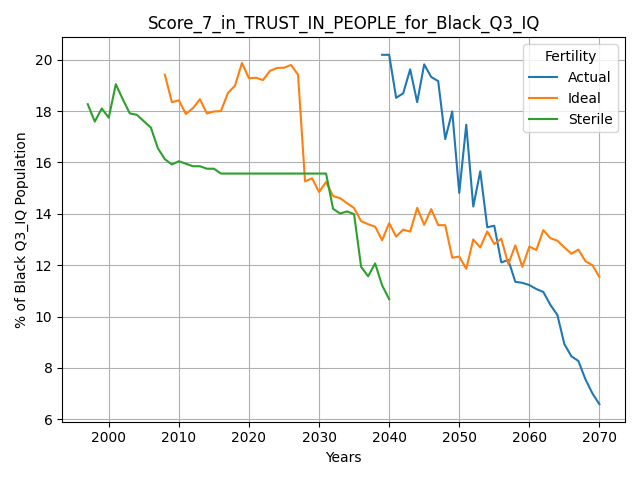 Score_7_in_TRUST_IN_PEOPLE_for_Black_Q3_IQ
Fertility
Actual
Ideal
Sterile
% of Black Q3_IQ Population
20
18
16
14
12
10
8
6
2000 2010 2020 2030 2040 2050 2060 2070
Years